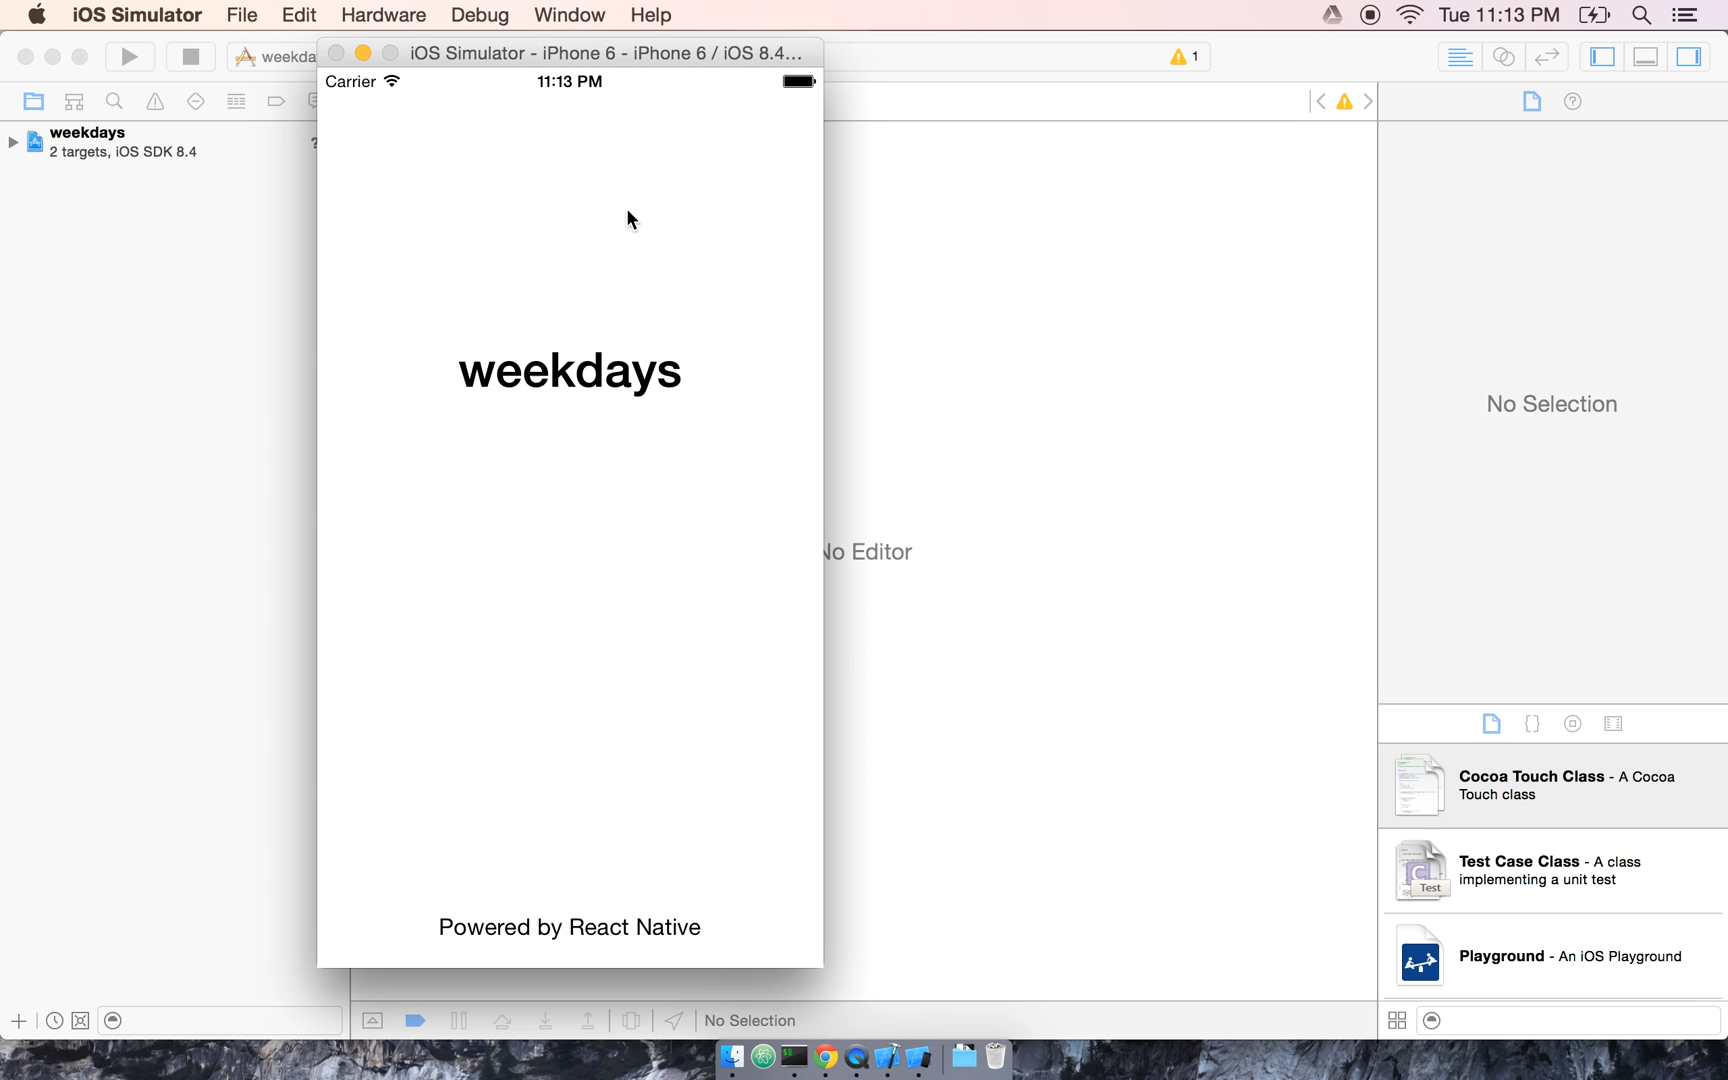 iOS Simulator File Edit Hardware Debug Window Help Tue 11:13 PM
weekda
iOS Simulator - iPhone 6 - iPhone 6 / iOS 8.4...
1
Carrier 11:13 PM
weekdays
2 targets, iOS SDK 8.4
?
weekdays
No Selection
No Editor
Cocoa Touch Class - A Cocoa
Touch class
Test Case Class - A class
implementing a unit test
Test
Powered by React Native
Playground - An iOS Playground
No Selection